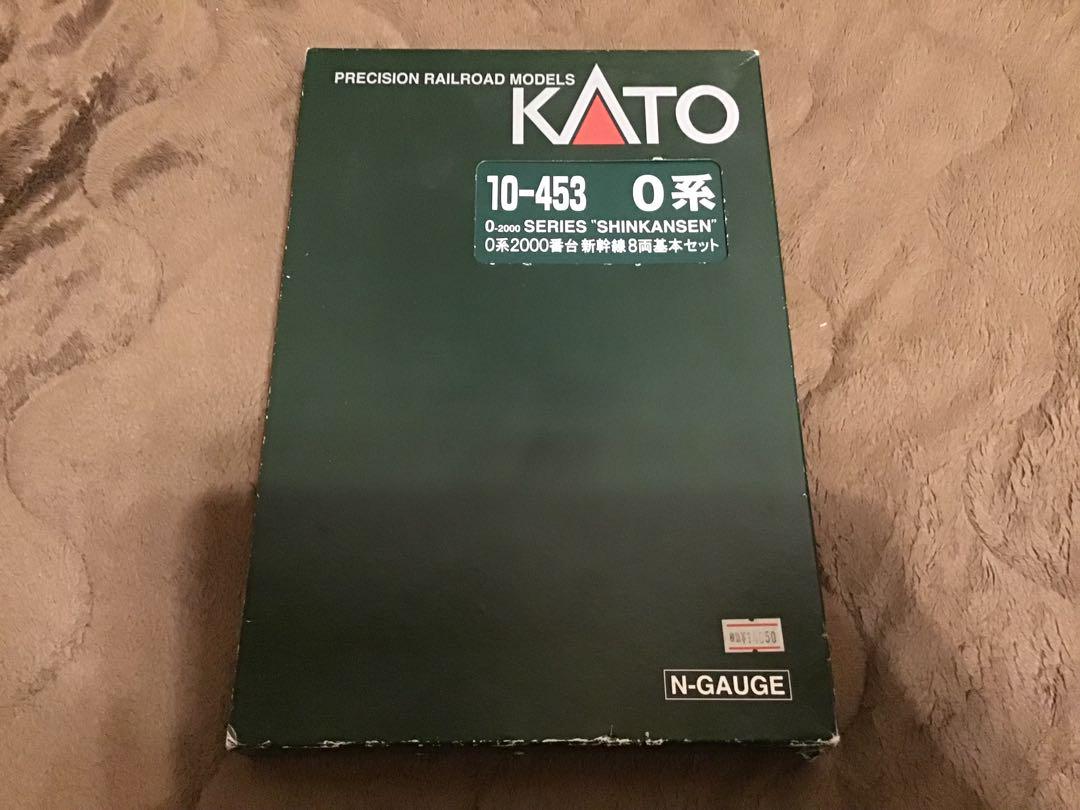 PRECISION RAILROAD MODELS
KATO
10-453 0系
0-2000 SERIES "SHINKANSEN"
0系2000番台 新幹線8両基本セット
N-GAUGE